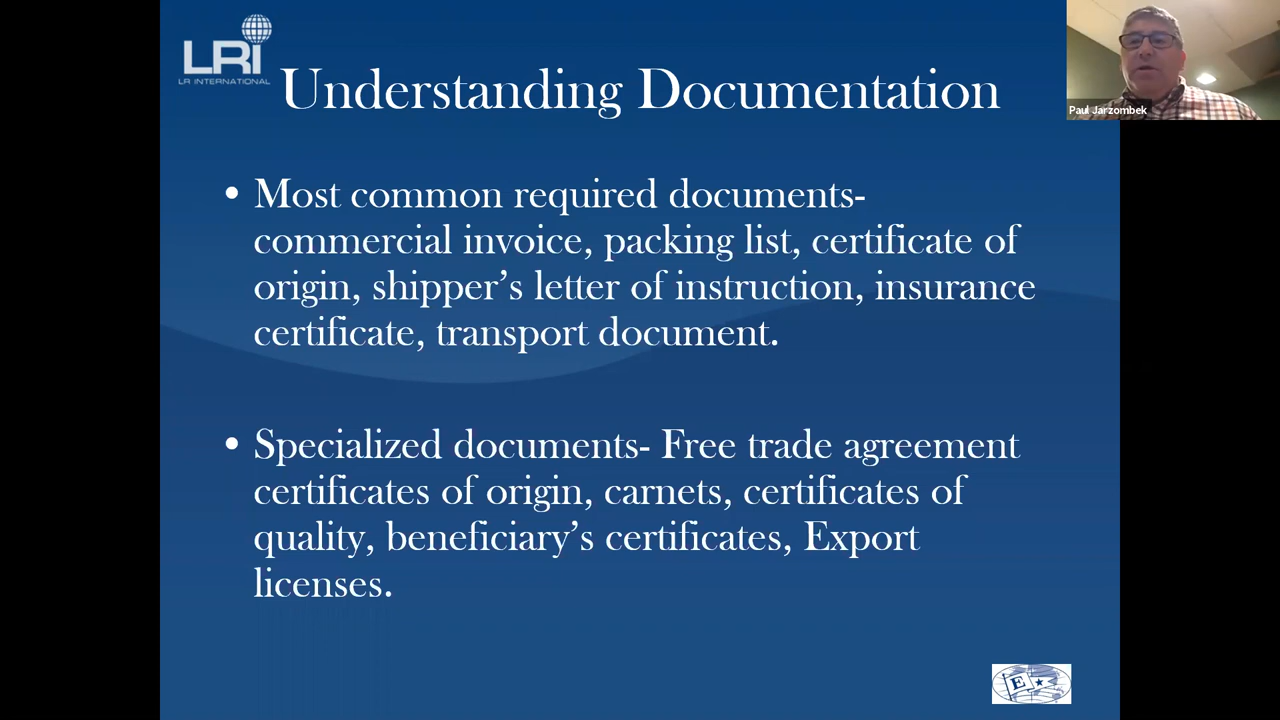 LRI
LR INTERNATIONAL
Understanding Documentation
Paul Jarzombek
• Most common required documents-
commercial invoice, packing list, certificate of
origin, shipper’s letter of instruction, insurance
certificate, transport document.
• Specialized documents- Free trade agreement
certificates of origin, carnets, certificates of
quality, beneficiary’s certificates, Export
licenses.
E